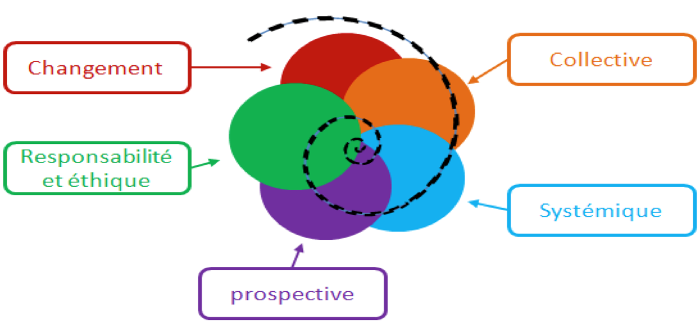 Changement
Collective
Responsabilité
et éthique
Systémique
prospective